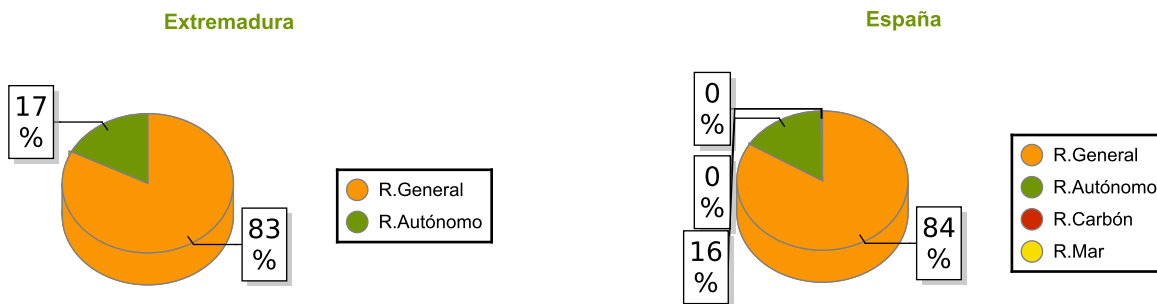 Extremadura
17
%
83
%
R.General
R.Autónomo
España
0
%
0
%
16
%
84
%
R.General
R.Autónomo
R.Carbón
R.Mar